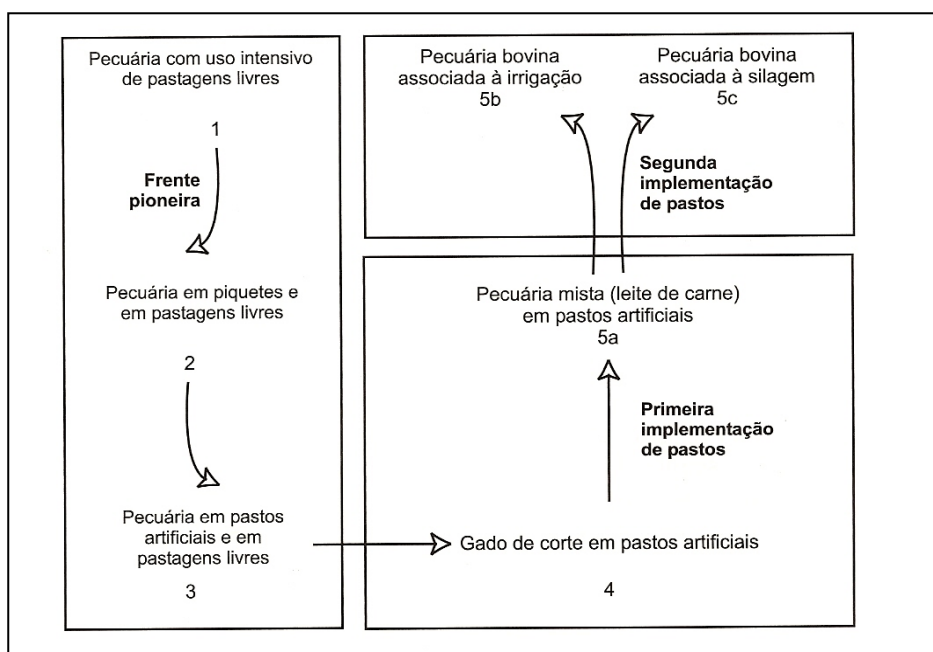 Pecuária com uso intensivo
de pastagens livres
1
Frente
pioneira
Pecuária em piquetes e
em pastagens livres
2
Pecuária em pastos
artificiais e em
pastagens livres
3
Gado de corte em pastos artificiais
4
Primeira
implementação
de pastos
Pecuária mista (leite de carne)
em pastos artificiais
5a
Segunda
implementação
de pastos
Pecuária bovina
associada à irrigação
5b
Pecuária bovina
associada à silagem
5c